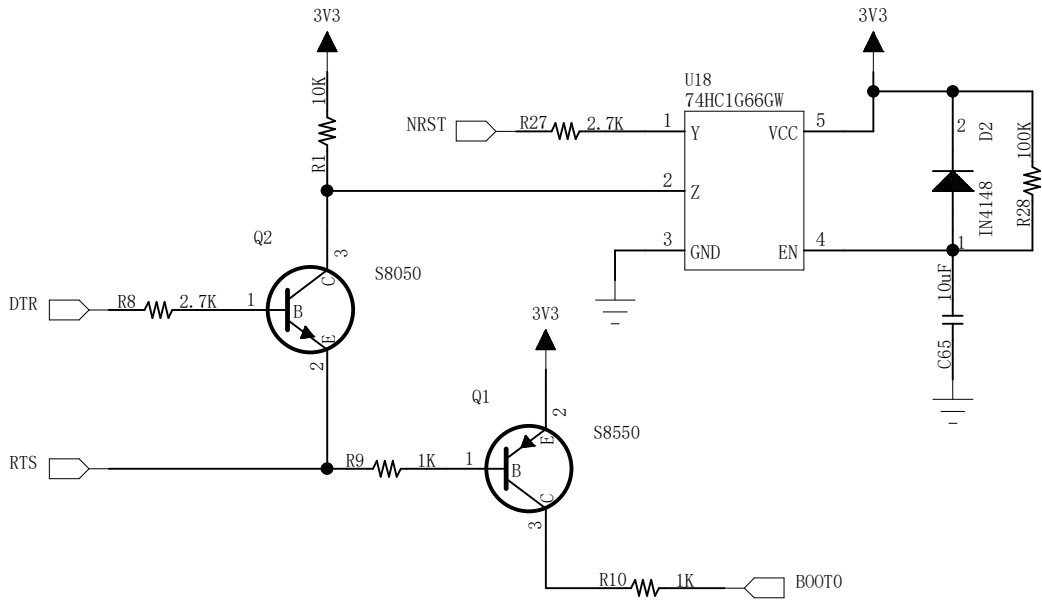 3V3
3V3
10K
R1
U18
74HC1G66GW
NRST
R27
2.7K
1
Y
VCC
5
2
Z
3
GND
EN
4
2
D2
IN4148
1
100K
R28
10uF
C65
Q2
3
C
S8050
DTR
R8
2.7K
1
B
E
2
3V3
Q1
2
E
S8550
RTS
R9
1K
1
B
C
3
R10
1K
BOOT0